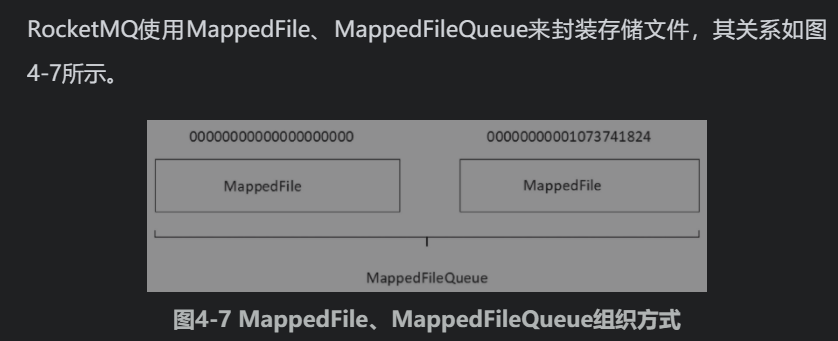 RocketMQ使用MappedFile、MappedFileQueue来封装存储文件，其关系如图
4-7所示。
00000000000000000000 00000000001073741824
MappedFile MappedFile
MappedFileQueue
图4-7 MappedFile、MappedFileQueue组织方式